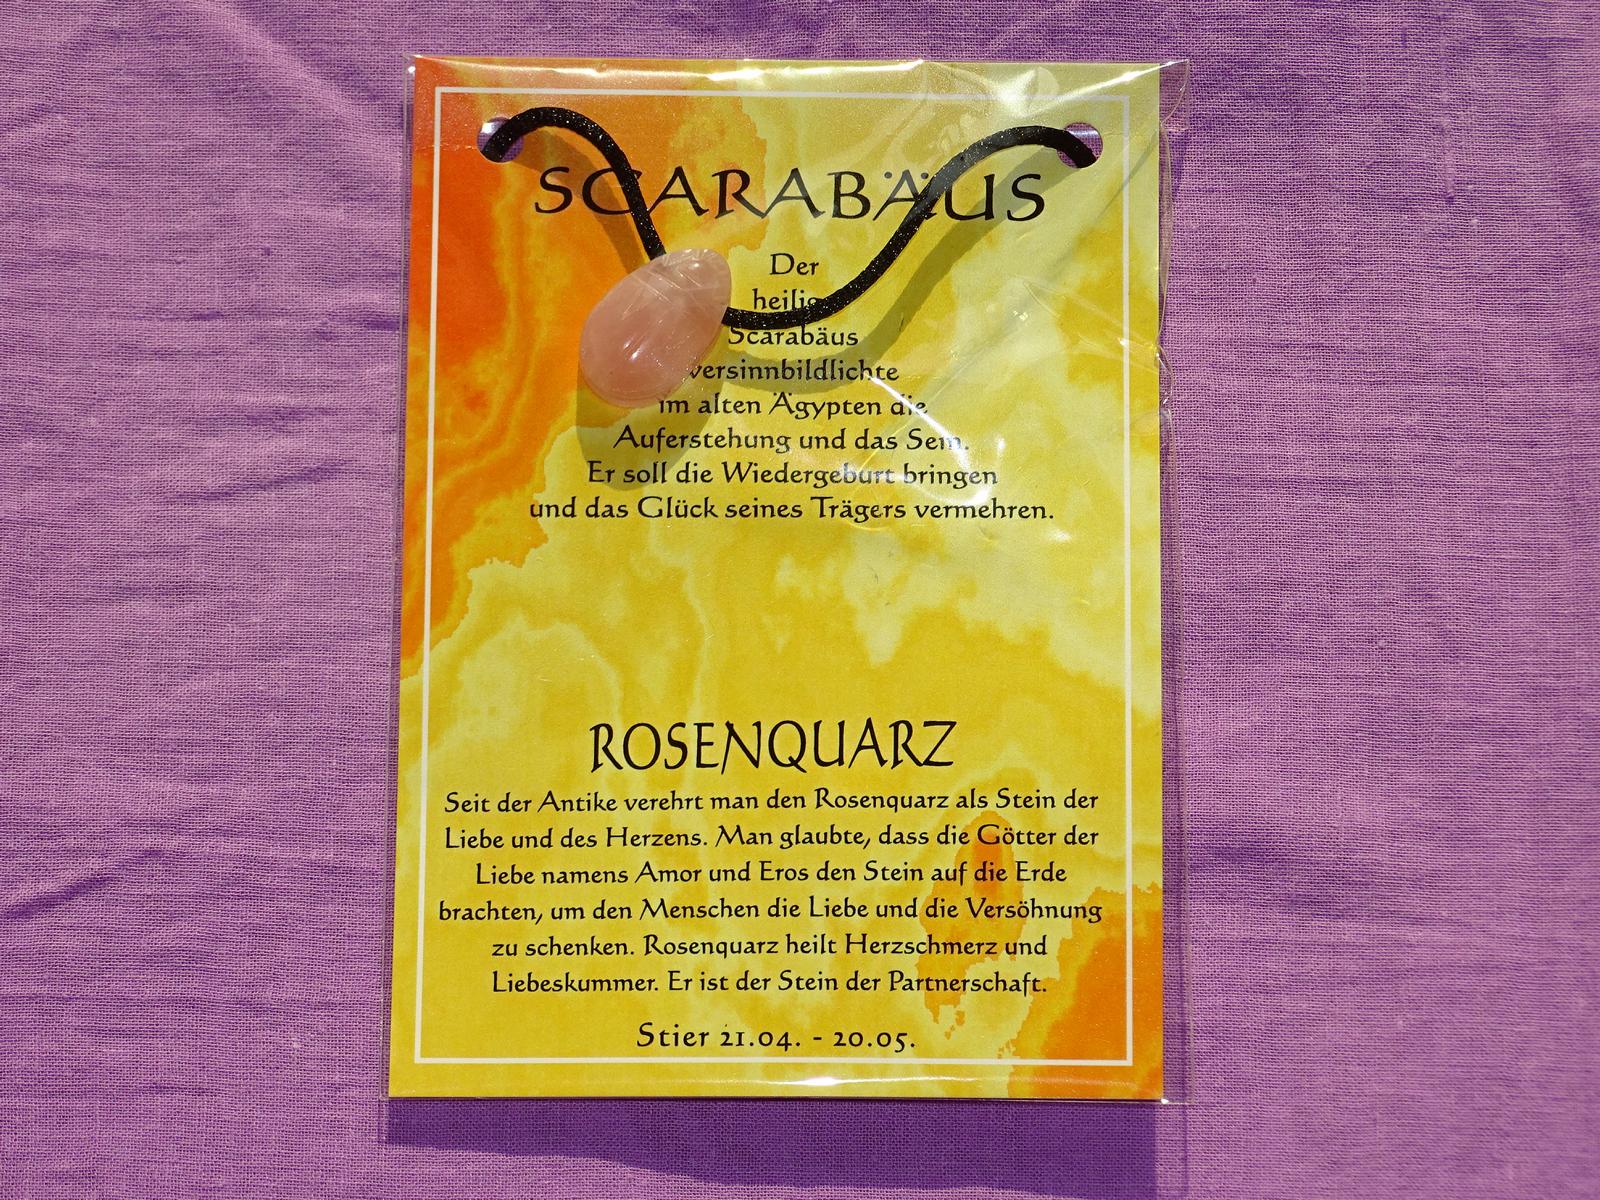 SCARABÄUS
Der
heilige
Scarabäus
versinnbildlichte
im alten Ägypten die
Auferstehung und das Sein.
Er soll die Wiedergeburt bringen
und das Glück seines Trägers vermehren.
ROSENQUARZ
Seit der Antike verehrt man den Rosenquarz als Stein der
Liebe und des Herzens. Man glaubte, dass die Götter der
Liebe namens Amor und Eros den Stein auf die Erde
brachten, um den Menschen die Liebe und die Versöhnung
zu schenken. Rosenquarz heilt Herzschmerz und
Liebeskummer. Er ist der Stein der Partnerschaft.
Stier 21.04. - 20.05.